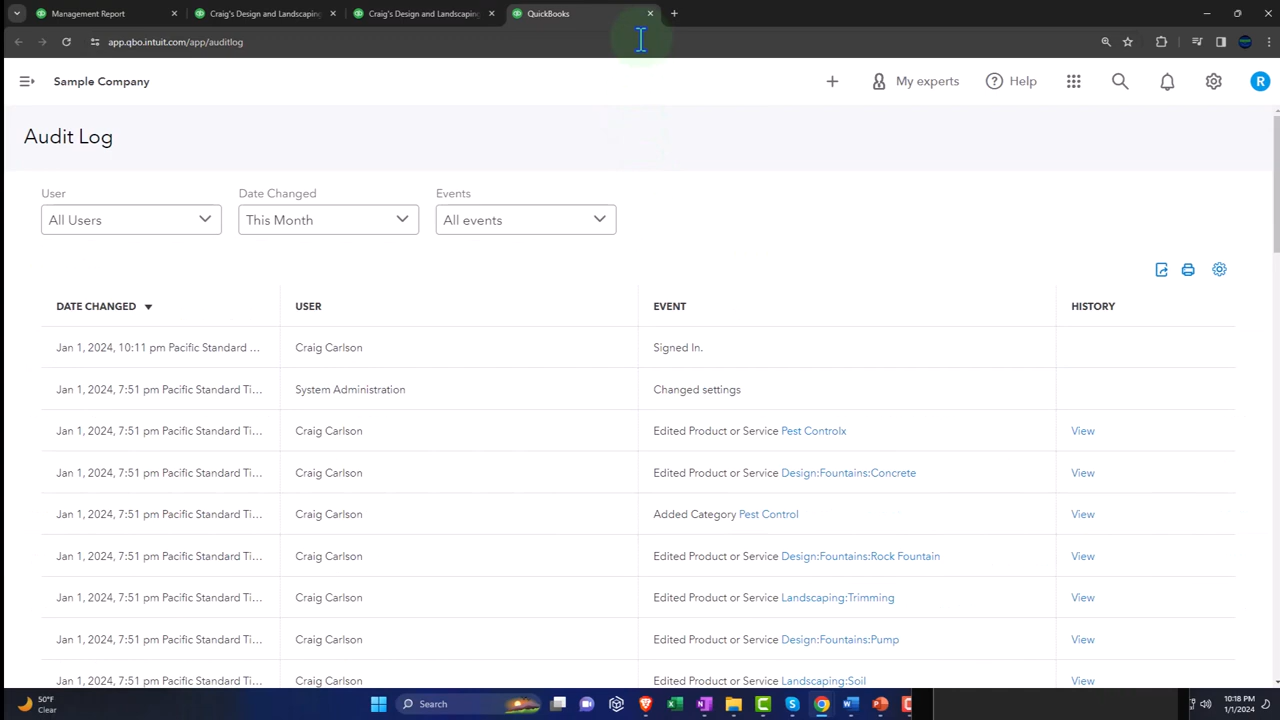 Management Report
Craig's Design and Landscaping
Craig's Design and Landscaping
QuickBooks
app.qbo.intuit.com/app/auditlog
Sample Company
My experts
Help
R
Audit Log
User
Date Changed
Events
All Users
This Month
All events
DATE CHANGED
USER
EVENT
HISTORY
Jan 1, 2024, 10:11 pm Pacific Standard ...
Craig Carlson
Signed In.
Jan 1, 2024, 7:51 pm Pacific Standard Ti...
System Administration
Changed settings
Jan 1, 2024, 7:51 pm Pacific Standard Ti...
Craig Carlson
Edited Product or Service Pest Controlx
View
Jan 1, 2024, 7:51 pm Pacific Standard Ti...
Craig Carlson
Edited Product or Service Design:Fountains:Concrete
View
Jan 1, 2024, 7:51 pm Pacific Standard Ti...
Craig Carlson
Added Category Pest Control
View
Jan 1, 2024, 7:51 pm Pacific Standard Ti...
Craig Carlson
Edited Product or Service Design:Fountains:Rock Fountain
View
Jan 1, 2024, 7:51 pm Pacific Standard Ti...
Craig Carlson
Edited Product or Service Landscaping:Trimming
View
Jan 1, 2024, 7:51 pm Pacific Standard Ti...
Craig Carlson
Edited Product or Service Design:Fountains:Pump
View
Jan 1, 2024, 7:51 pm Pacific Standard Ti...
Craig Carlson
Edited Product or Service Landscaping:Soil
View
50°F
Clear
Search
10:18 PM
1/1/2024